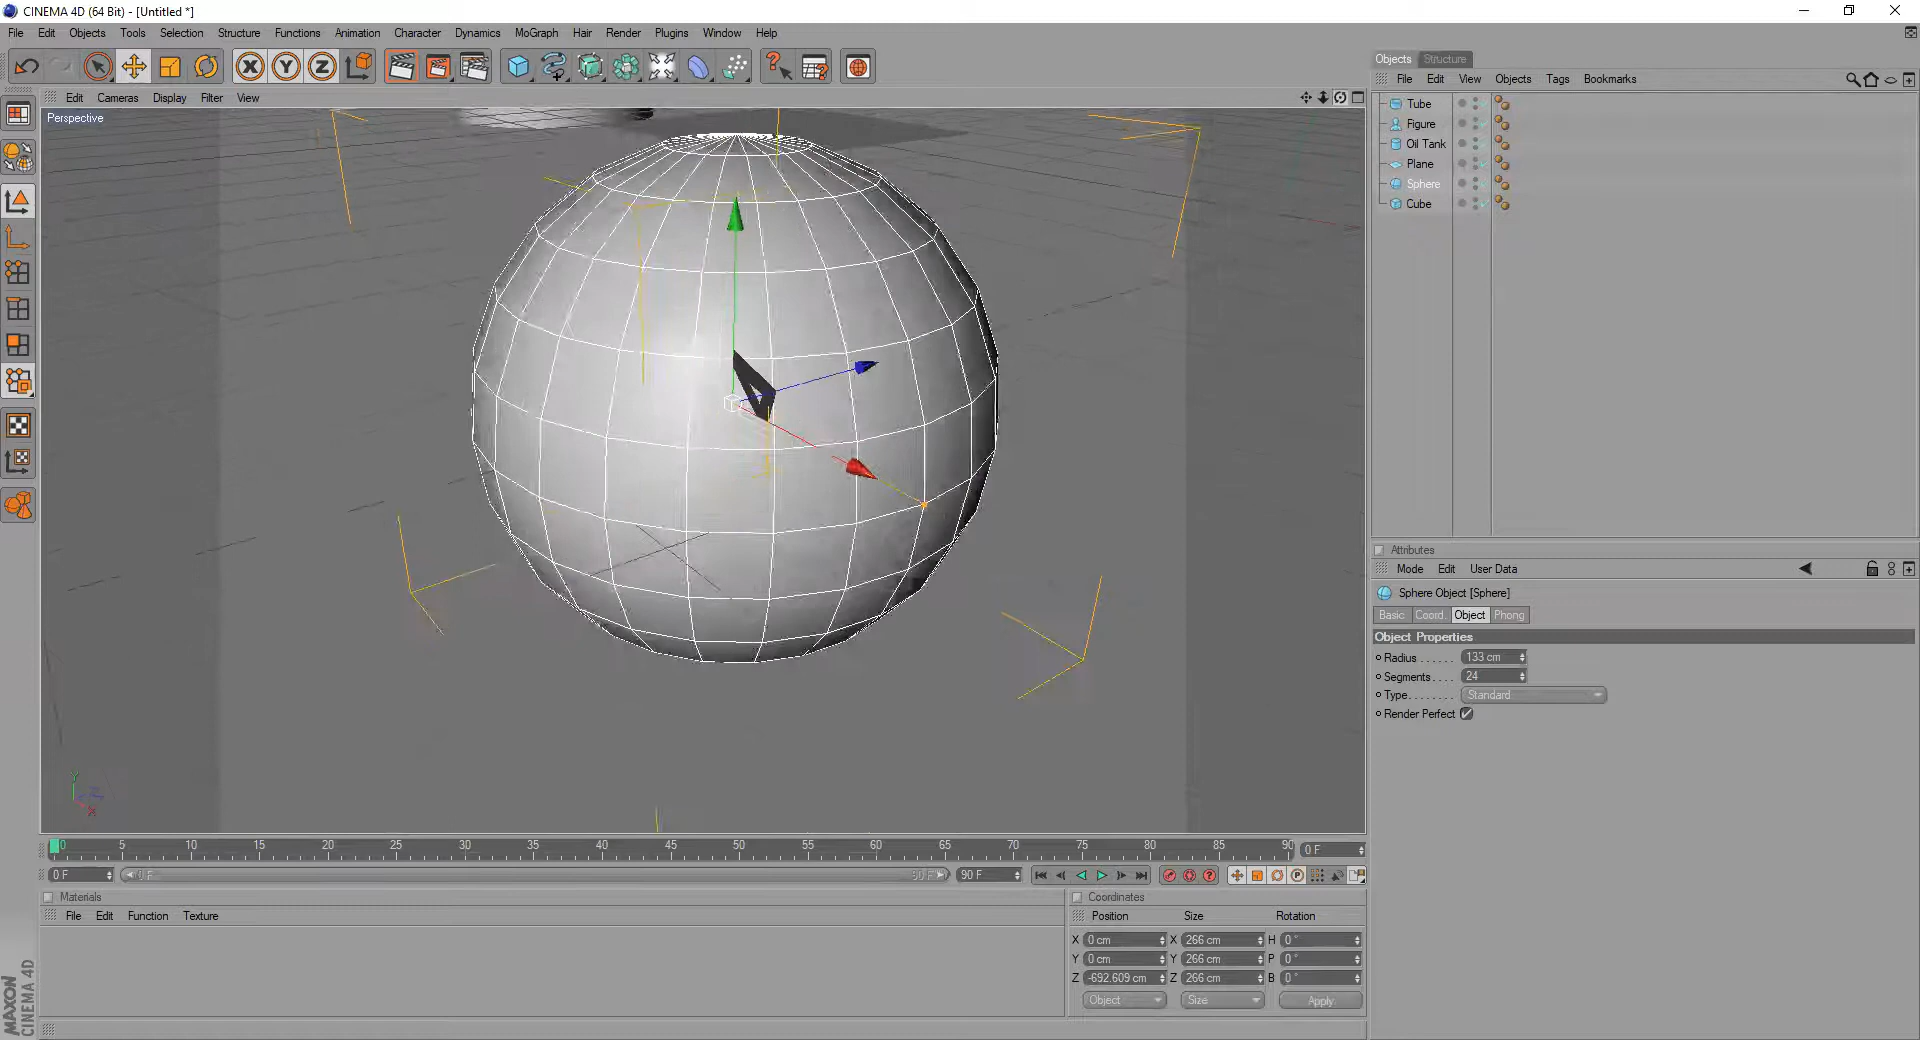 CINEMA 4D (64 Bit) - [Untitled *]
File Edit Objects Tools Selection Structure Functions Animation Character Dynamics MoGraph Hair Render Plugins Window Help
Objects Structure
File Edit View Objects Tags Bookmarks
Edit Cameras Display Filter View
Perspective
Tube
Figure
Oil Tank
Plane
Sphere
Cube
Attributes
Mode Edit User Data
Sphere Object [Sphere]
Basic Coord. Object Phong
Object Properties
Radius . . . . . . 133 cm
Segments . . . . 24
Type. . . . . . . . Standard
Render Perfect
Y
Z
X
0 5 10 15 20 25 30 35 40 45 50 55 60 65 70 75 80 85 90
0 F
0 F 0 F 90 F 90 F
Materials
File Edit Function Texture
Coordinates
Position Size Rotation
X 0 cm X 266 cm H 0 °
Y 0 cm Y 266 cm P 0 °
Z -692.609 cm Z 266 cm B 0 °
Object Size Apply
MAXON
CINEMA 4D